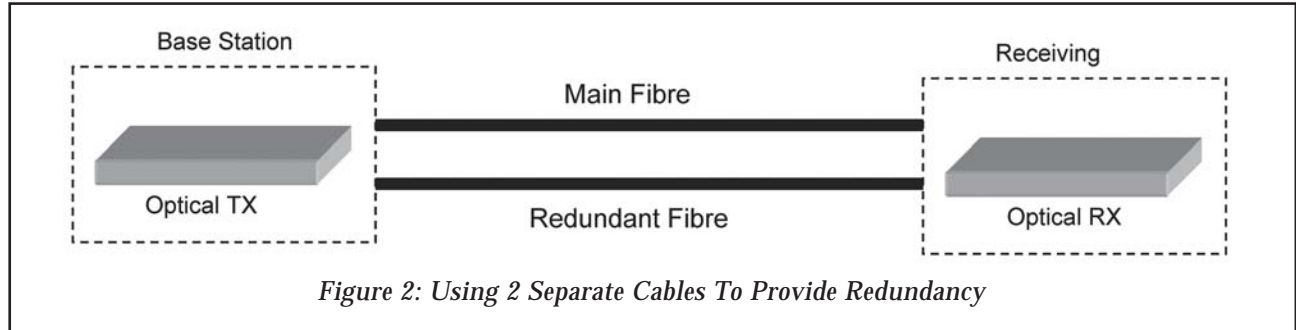 Base Station
Receiving
Main Fibre
Optical TX
Redundant Fibre
Optical RX
Figure 2: Using 2 Separate Cables To Provide Redundancy